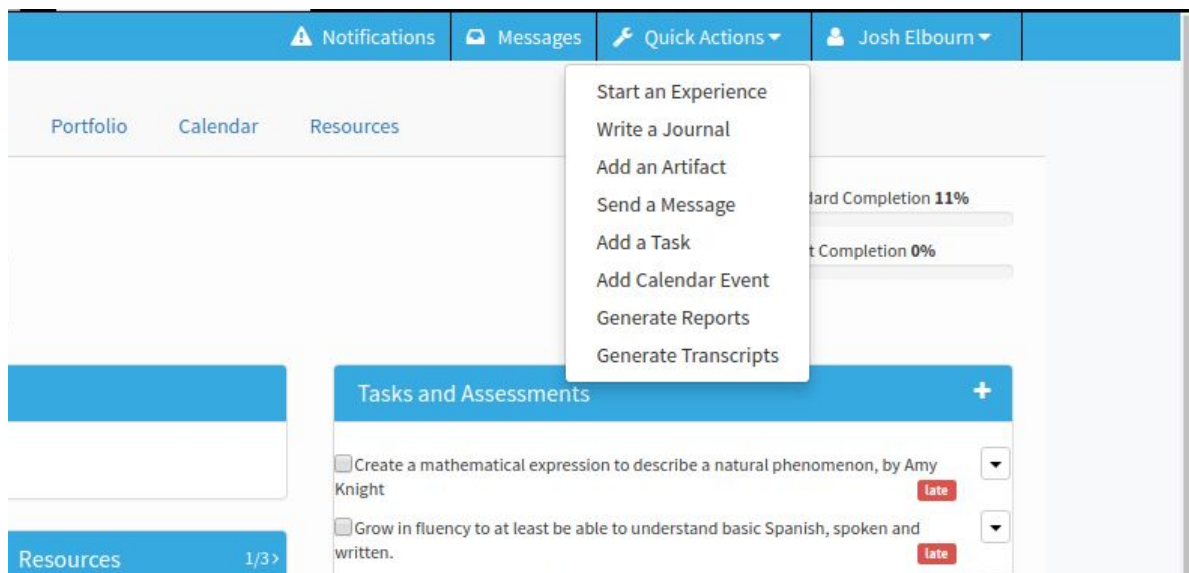 Notifications
Messages
Quick Actions
Josh Elbourn
Portfolio
Calendar
Resources
Start an Experience
Write a Journal
Add an Artifact
Send a Message
Add a Task
Add Calendar Event
Generate Reports
Generate Transcripts
Completion 11%
Completion 0%
Tasks and Assessments
Create a mathematical expression to describe a natural phenomenon, by Amy
Knight
late
Grow in fluency to at least be able to understand basic Spanish, spoken and
written.
late
Resources
1/3>